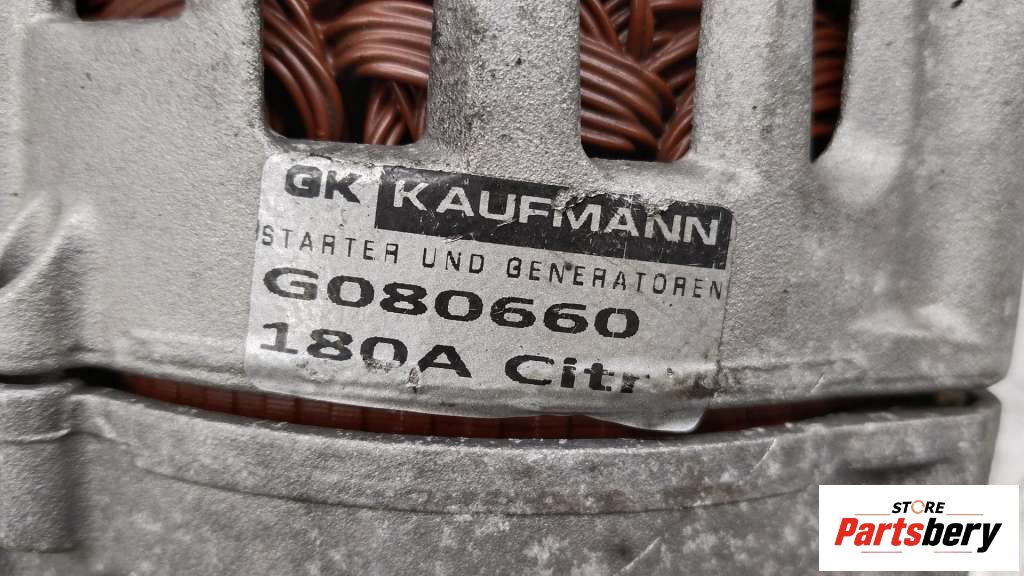 GK KAUFMANN
STARTER UND GENERATOREN
G080660
180A Citr
STORE
Partsbery